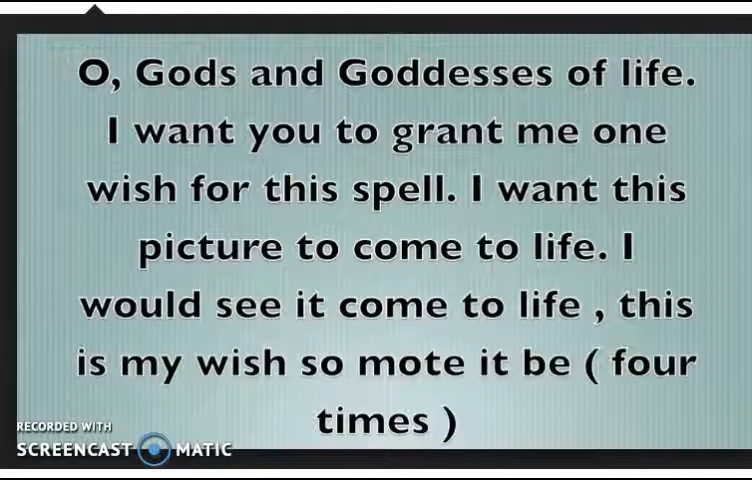 O, Gods and Goddesses of life.
I want you to grant me one
wish for this spell. I want this
picture to come to life. I
would see it come to life , this
is my wish so mote it be ( four
times )
RECORDED WITH
SCREENCAST MATIC